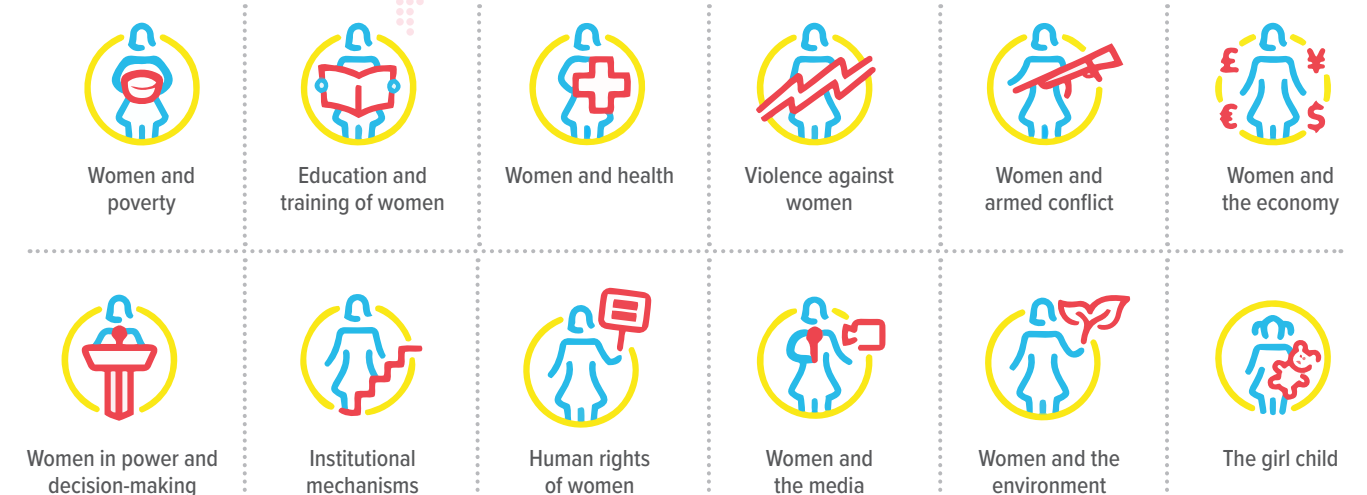 £
¥
€
$
Women and
poverty
Education and
training of women
Women and health
Violence against
women
Women and
armed conflict
Women and
the economy
Women in power and
decision-making
Institutional
mechanisms
Human rights
of women
Women and
the media
Women and the
environment
The girl child